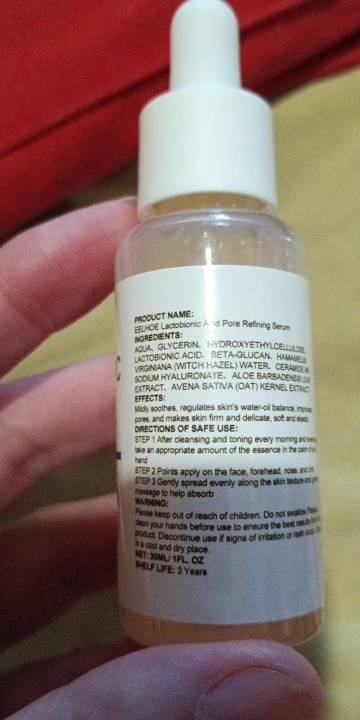 PRODUCT NAME:
EELHOE Lactobionic Acid Pore Refining Serum
INGREDIENTS:
AQUA、GLYCERIN、HYDROXYETHYLCELLULOSE,
LACTOBIONIC ACID、BETA-GLUCAN、HAMAMELIS
VIRGINIANA (WITCH HAZEL) WATER、CERAMIDE
SODIUM HYALURONATE、ALOE BARBADENSIS LEAF
EXTRACT、AVENA SATIVA (OAT) KERNEL EXTRACT
EFFECTS:
Mildly soothes, regulates skin's water-oil balance, improves
pores, and makes skin firm and delicate, soft and elastic
DIRECTIONS OF SAFE USE:
STEP 1 After cleansing and toning every morning and evening
take an appropriate amount of the essence in the palm of your
hand
STEP 2 Points apply on the face, forehead, nose, and chin
STEP 3 Gently spread evenly along the skin texture and
massage to help absorb
WARNING:
Please keep out of reach of children. Do not swallow. Please
clean your hands before use to ensure the best results
product. Discontinue use if signs of irritation or rash occur.
in a cool and dry place.
NET: 30ML/ 1FL. OZ
SHELF LIFE: 3 Years
C